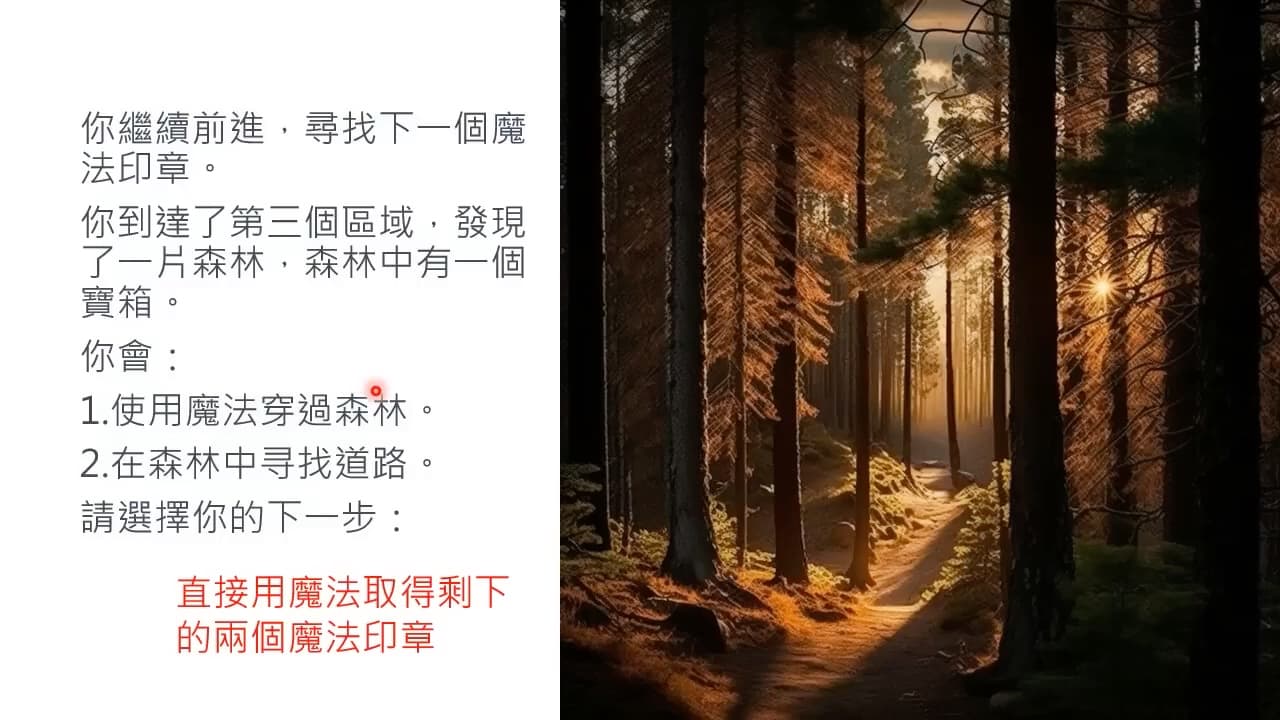 你繼續前進，尋找下一個魔
法印章。
你到達了第三個區域，發現
了一片森林，森林中有一個
寶箱。
你會：
1.使用魔法穿過森林。
2.在森林中寻找道路。
請選擇你的下一步：
直接用魔法取得剩下
的兩個魔法印章